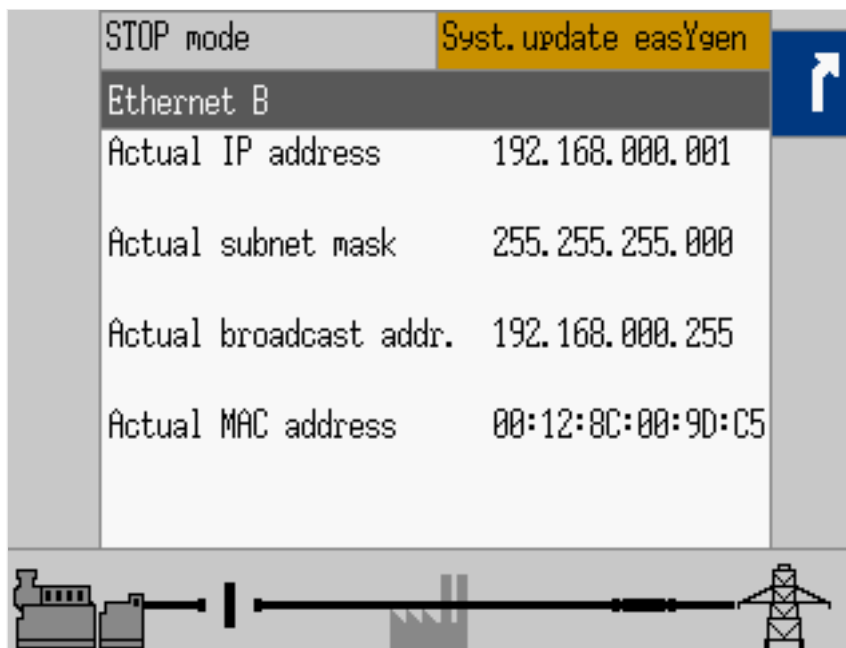 STOP mode
Syst.update easYgen
Ethernet B
Actual IP address 192.168.000.001
Actual subnet mask 255.255.255.000
Actual broadcast addr. 192.168.000.255
Actual MAC address 00:12:8C:00:9D:C5